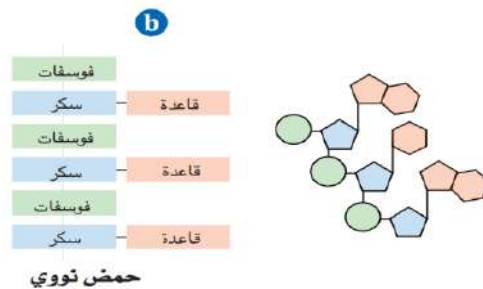 b
فوسفات
سكر قاعدة
فوسفات
سكر قاعدة
فوسفات
سكر قاعدة
حمض نووي